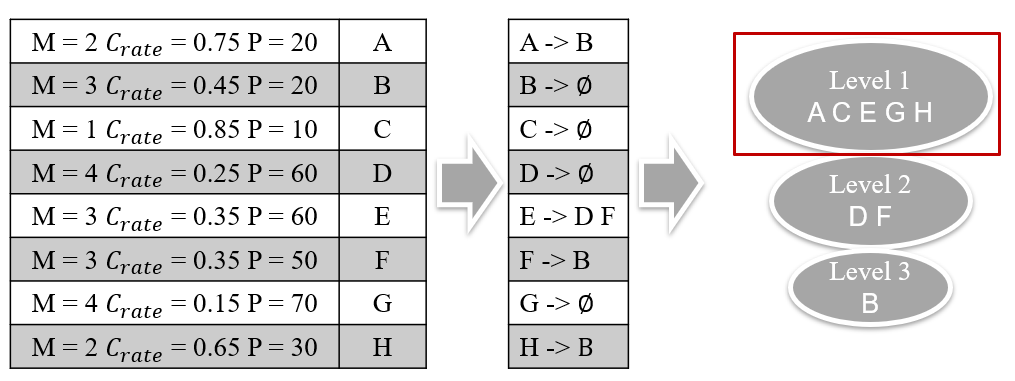 M = 2 C_rate = 0.75 P = 20 A
M = 3 C_rate = 0.45 P = 20 B
M = 1 C_rate = 0.85 P = 10 C
M = 4 C_rate = 0.25 P = 60 D
M = 3 C_rate = 0.35 P = 60 E
M = 3 C_rate = 0.35 P = 50 F
M = 4 C_rate = 0.15 P = 70 G
M = 2 C_rate = 0.65 P = 30 H
A -> B
B -> ∅
C -> ∅
D -> ∅
E -> D F
F -> B
G -> ∅
H -> B
Level 1
A C E G H
Level 2
D F
Level 3
B